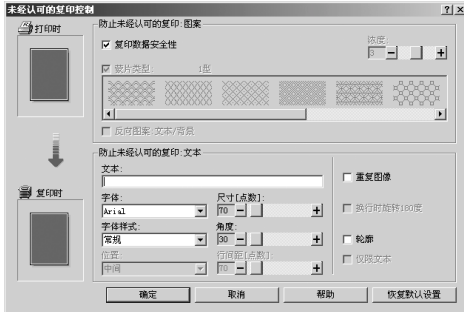 未经认可的复印控制
打印时
复印时
防止未经认可的复印:图案
复印数据安全性
浓度:
3
蒙片类型:
1型
反向图案:文本/背景
防止未经认可的复印:文本
文本:
字体:
Arial
尺寸[点数]:
70
字体样式:
常规
角度:
30
位置:
中间
行间距[点数]:
70
重复图像
换行时旋转180度
轮廓
仅限文本
确定
取消
帮助
恢复默认设置